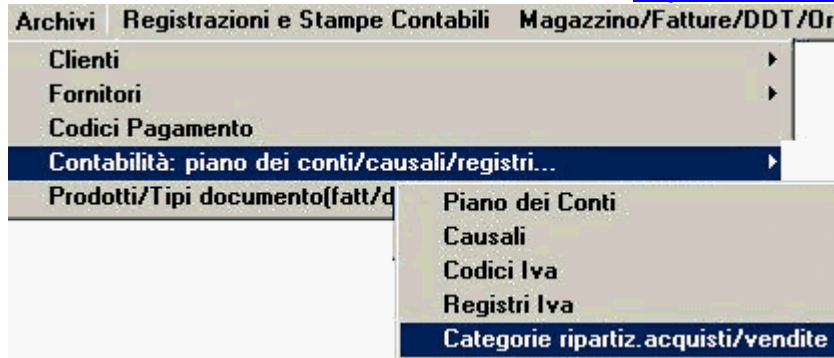 Archivi Registrazioni e Stampe Contabili Magazzino/Fatture/DDT/Or
Clienti
Fornitori
Codici Pagamento
Contabilità: piano dei conti/causali/registri...
Prodotti/Tipi documento(fatt/d
Piano dei Conti
Causali
Codici Iva
Registri Iva
Categorie ripartiz.acquisti/vendite